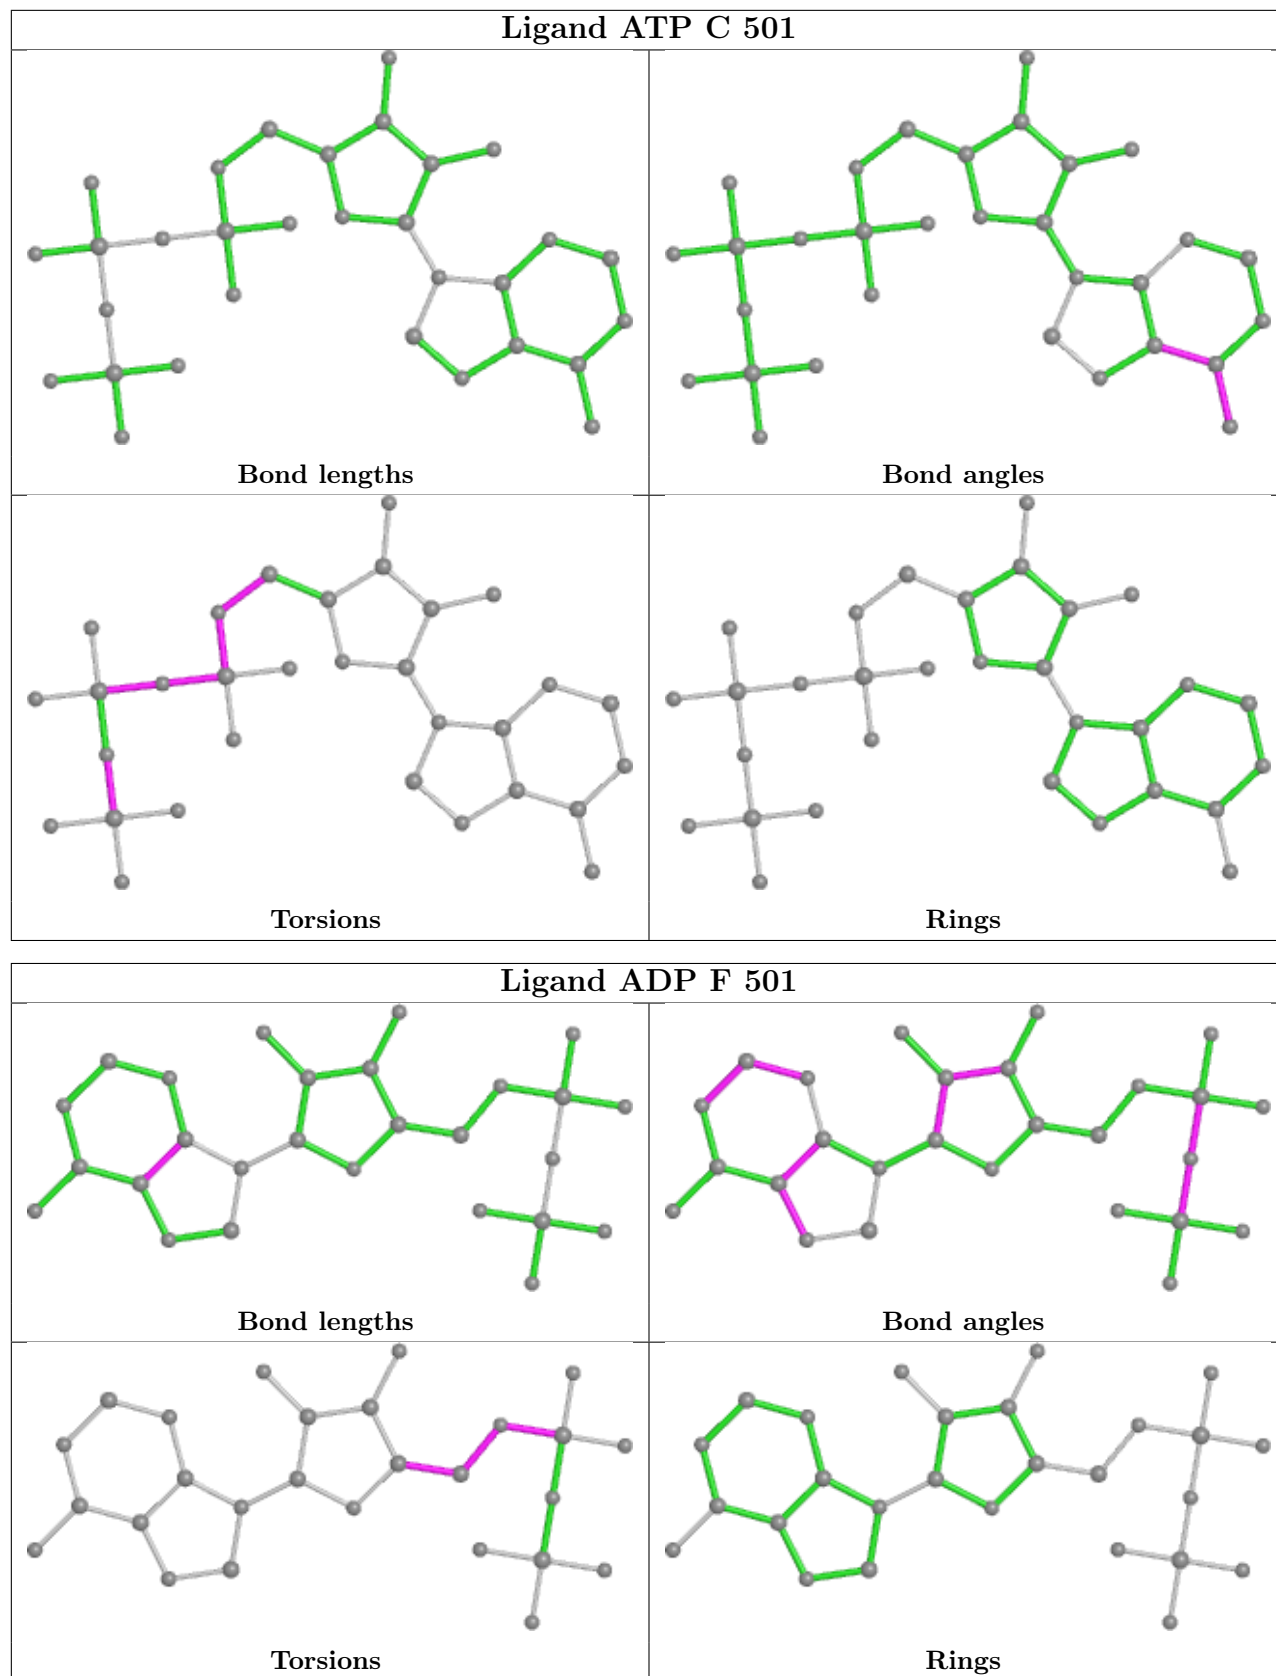 Ligand ATP C 501
Bond lengths
Bond angles
Torsions
Rings
Ligand ADP F 501
Bond lengths
Bond angles
Torsions
Rings